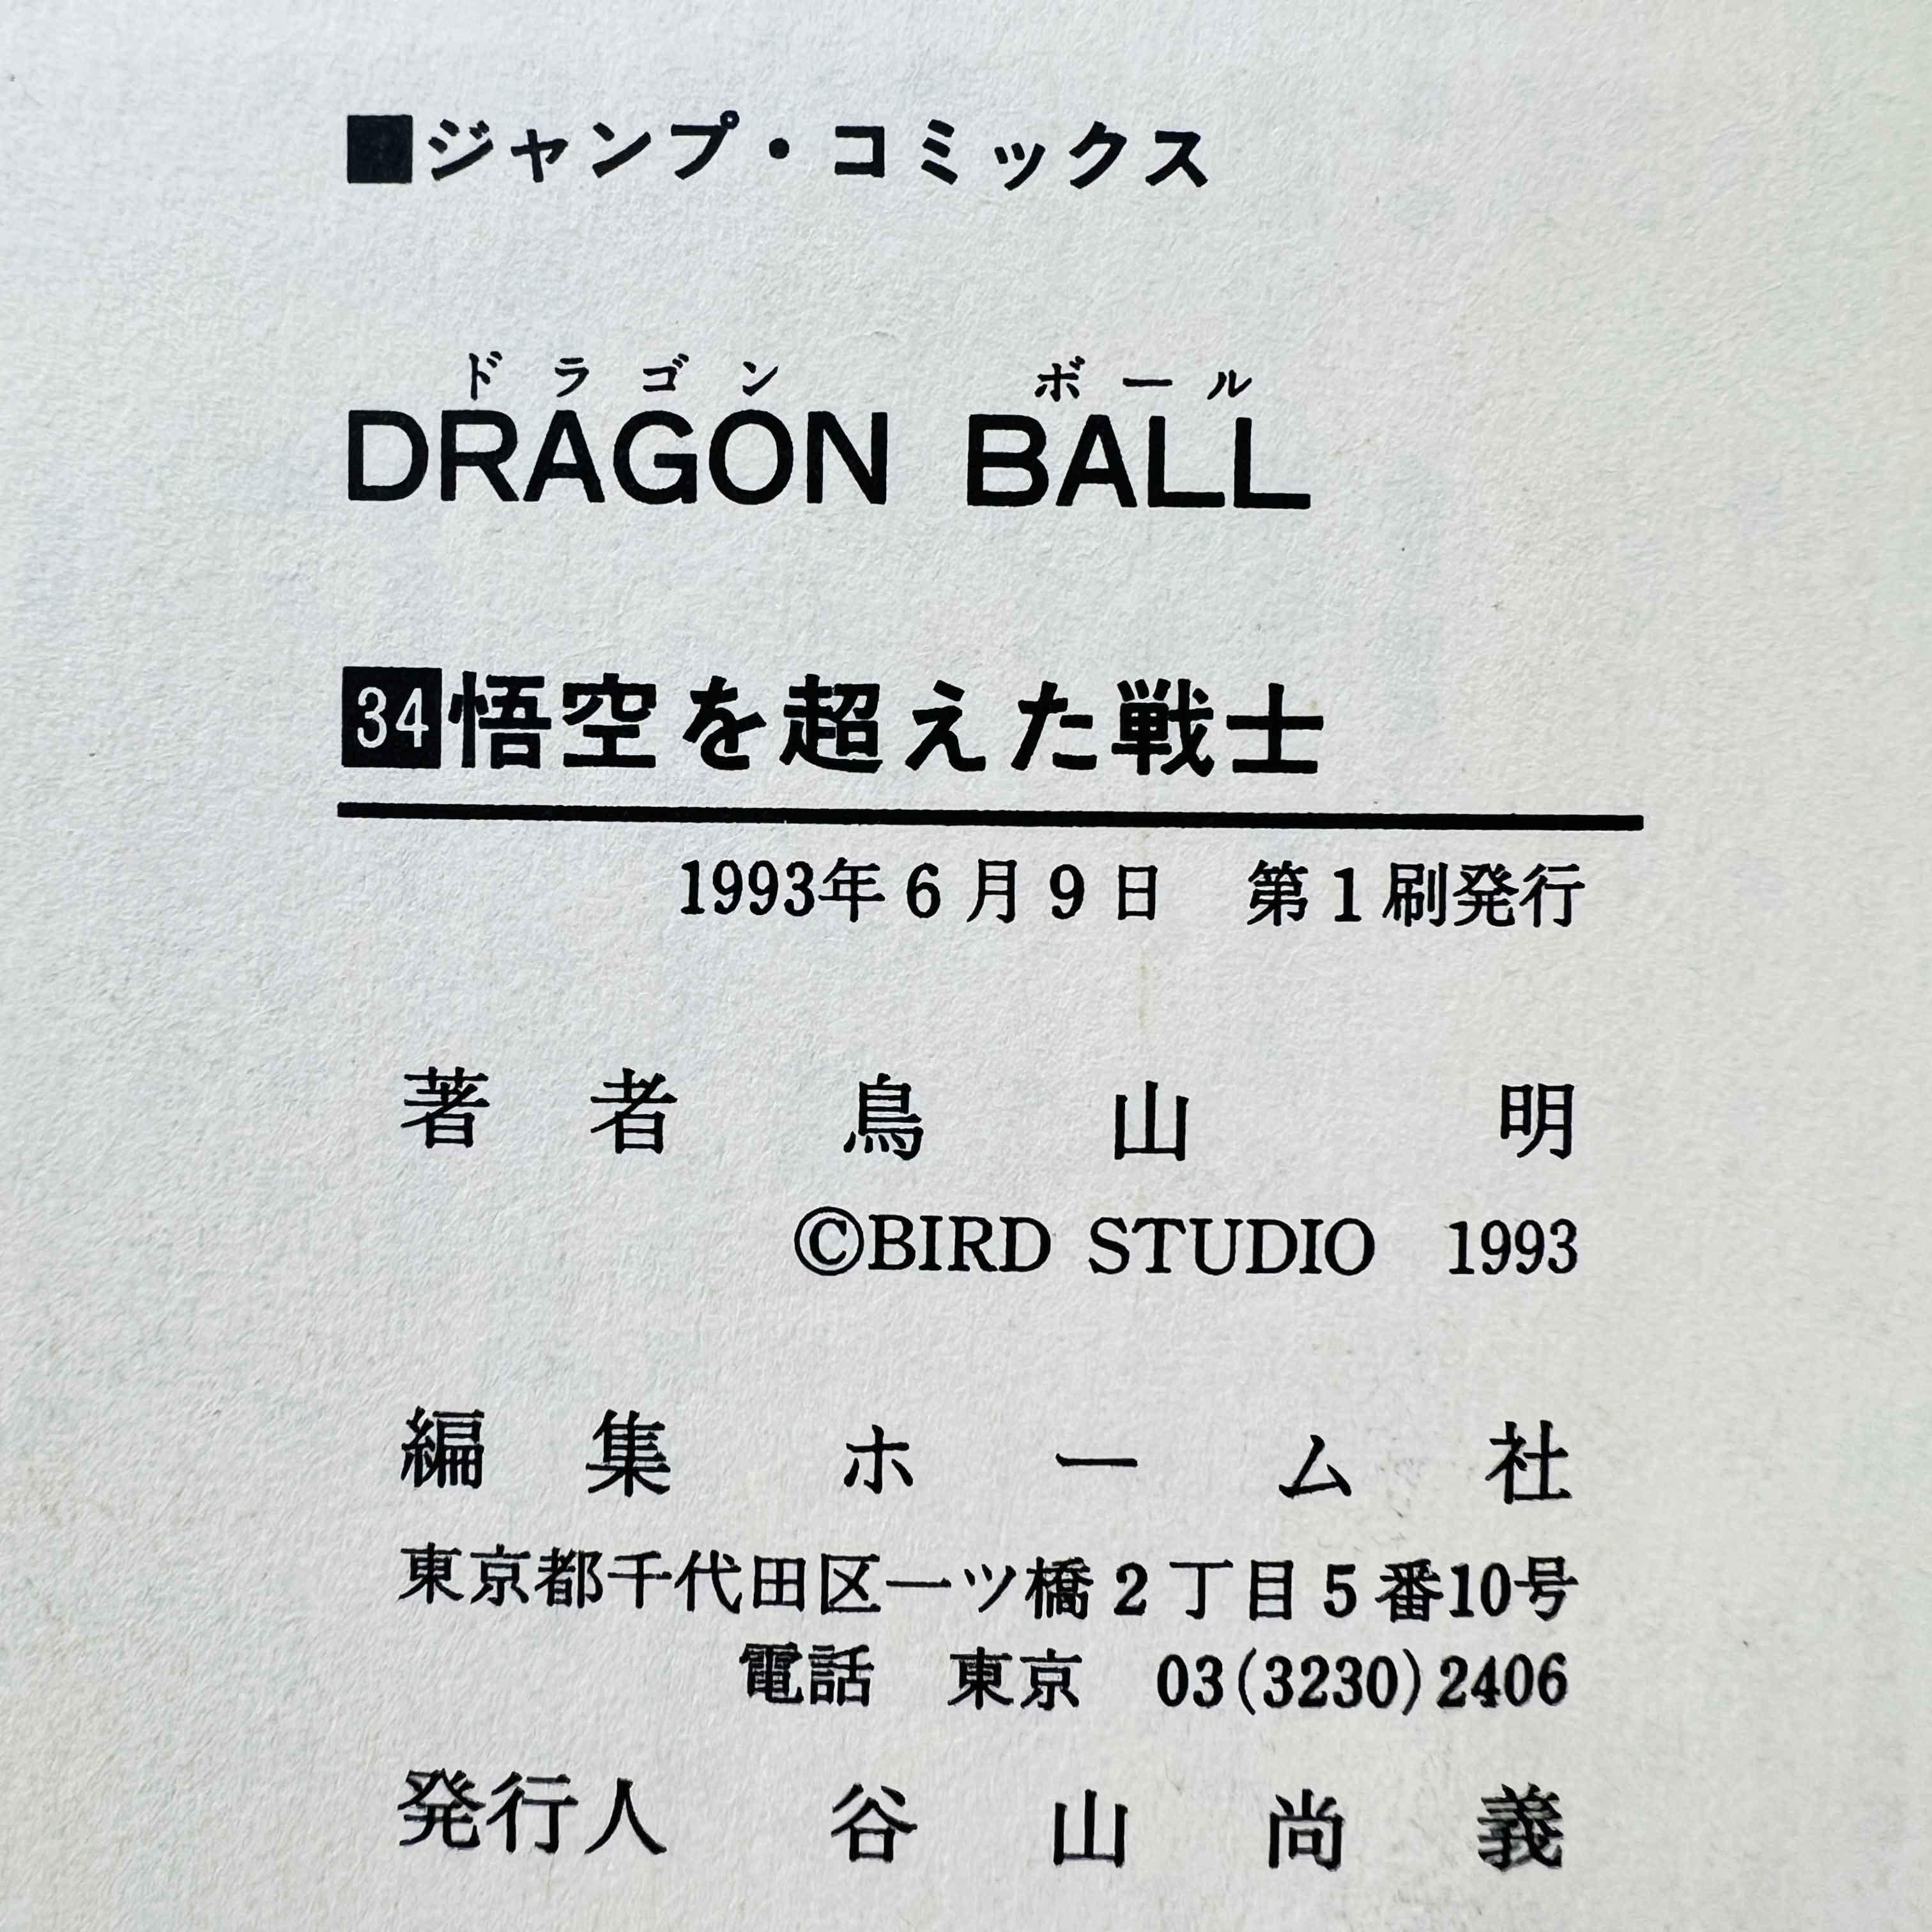 ■ジャンプ・コミックス
ドラゴン ボール
DRAGON BALL
34悟空を超えた戦士
1993年6月9日 第1刷発行
著者 鳥山明
©BIRD STUDIO 1993
編集 ホーム社
東京都千代田区一ツ橋2丁目5番10号
電話 東京 03(3230)2406
発行人 谷山尚義